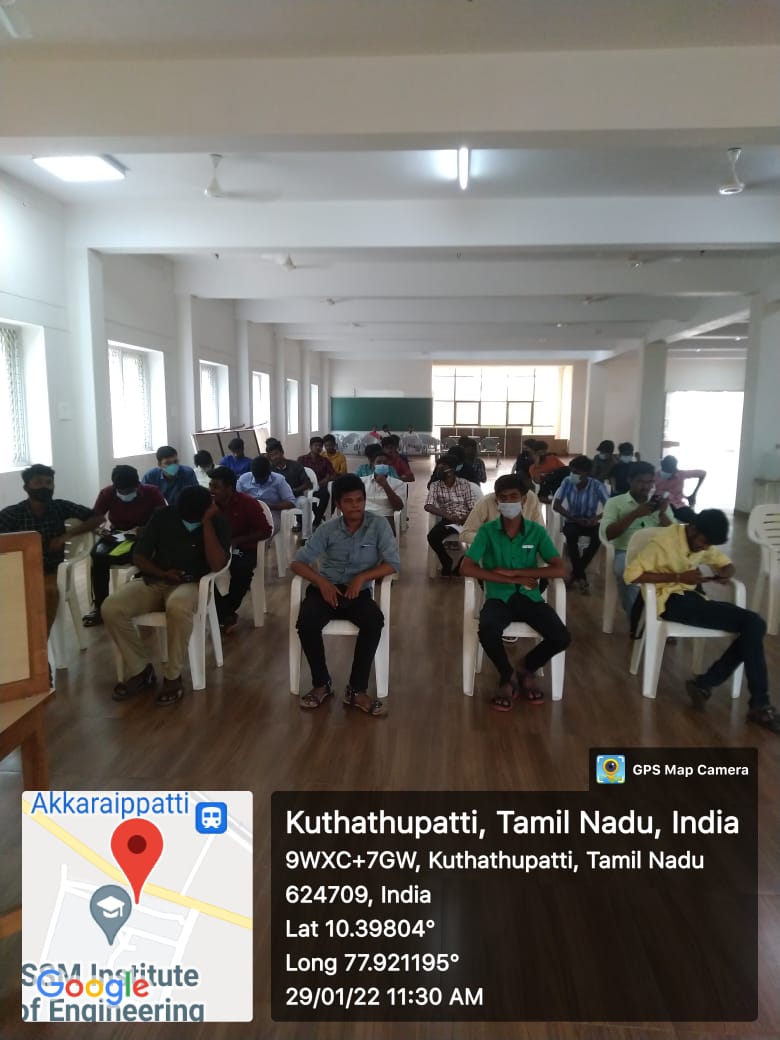 GPS Map Camera
Akkaraippatti
SSM Institute
of Engineering
Google
Kuthathupatti, Tamil Nadu, India
9WXC+7GW, Kuthathupatti, Tamil Nadu
624709, India
Lat 10.39804°
Long 77.921195°
29/01/22 11:30 AM